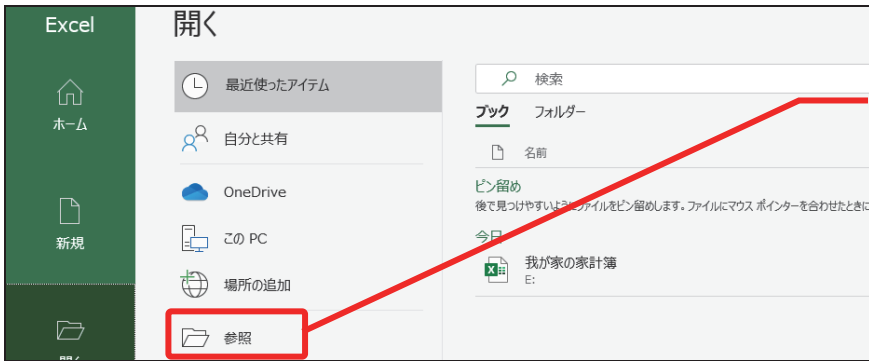 Excel
ホーム
新規
開く
最近使ったアイテム
自分と共有
OneDrive
この PC
場所の追加
参照
検索
ブック フォルダー
名前
ピン留め
後で見つけやすいようにファイルをピン留めします。ファイルにマウス ポインターを合わせたときに
今日
我が家の家計簿
E: